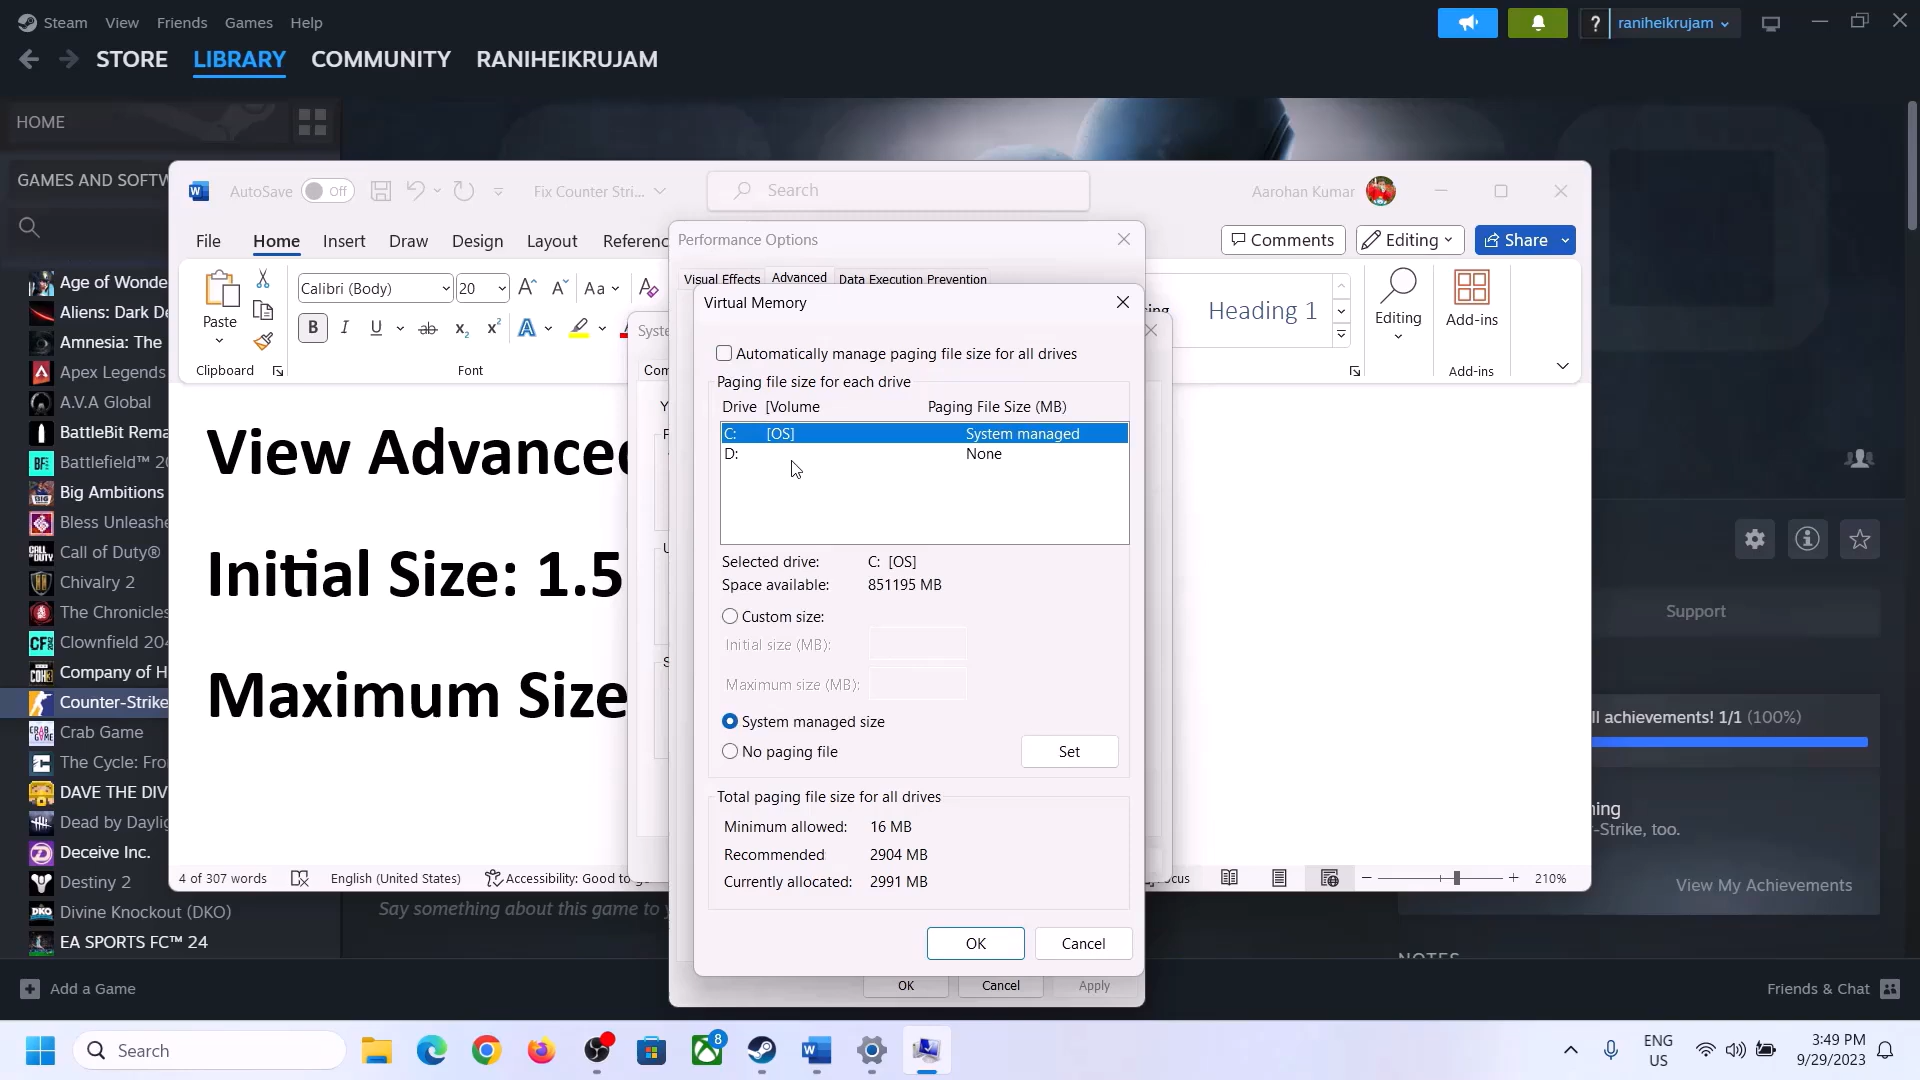 Steam View Friends Games Help
? raniheikrujam
STORE LIBRARY COMMUNITY RANIHEIKRUJAM
HOME
GAMES AND SOFTW
Age of Wonde
Aliens: Dark De
Amnesia: The
Apex Legends
A.V.A Global
BattleBit Rema
Battlefield™ 20
Big Ambitions
Bless Unleashe
Call of Duty®
Chivalry 2
The Chronicles
Clownfield 204
Company of H
Counter-Strike
Crab Game
The Cycle: Fro
DAVE THE DIV
Dead by Daylig
Deceive Inc.
Destiny 2
Divine Knockout (DKO)
EA SPORTS FC™ 24
Add a Game
AutoSave Off Fix Counter Stri... Search Aarohan Kumar
File Home Insert Draw Design Layout Referenc Comments Editing Share
Paste
Clipboard
Calibri (Body) 20
Font
Heading 1
Editing
Add-ins
Add-ins
View Advanced
Initial Size: 1.5
Maximum Size
4 of 307 words English (United States) Accessibility: Good to g 210%
Performance Options
Visual Effects Advanced Data Execution Prevention
Syste
Com
Virtual Memory
Automatically manage paging file size for all drives
Paging file size for each drive
Drive [Volume Paging File Size (MB)
C: [OS] System managed
D: None
Selected drive: C: [OS]
Space available: 851195 MB
Custom size:
Initial size (MB):
Maximum size (MB):
System managed size
No paging file Set
Total paging file size for all drives
Minimum allowed: 16 MB
Recommended 2904 MB
Currently allocated: 2991 MB
OK Cancel
OK Cancel Apply
Support
ll achievements! 1/1 (100%)
-Strike, too.
View My Achievements
Say something about this game to y
Friends & Chat
Search
8
ENG
US
3:49 PM
9/29/2023